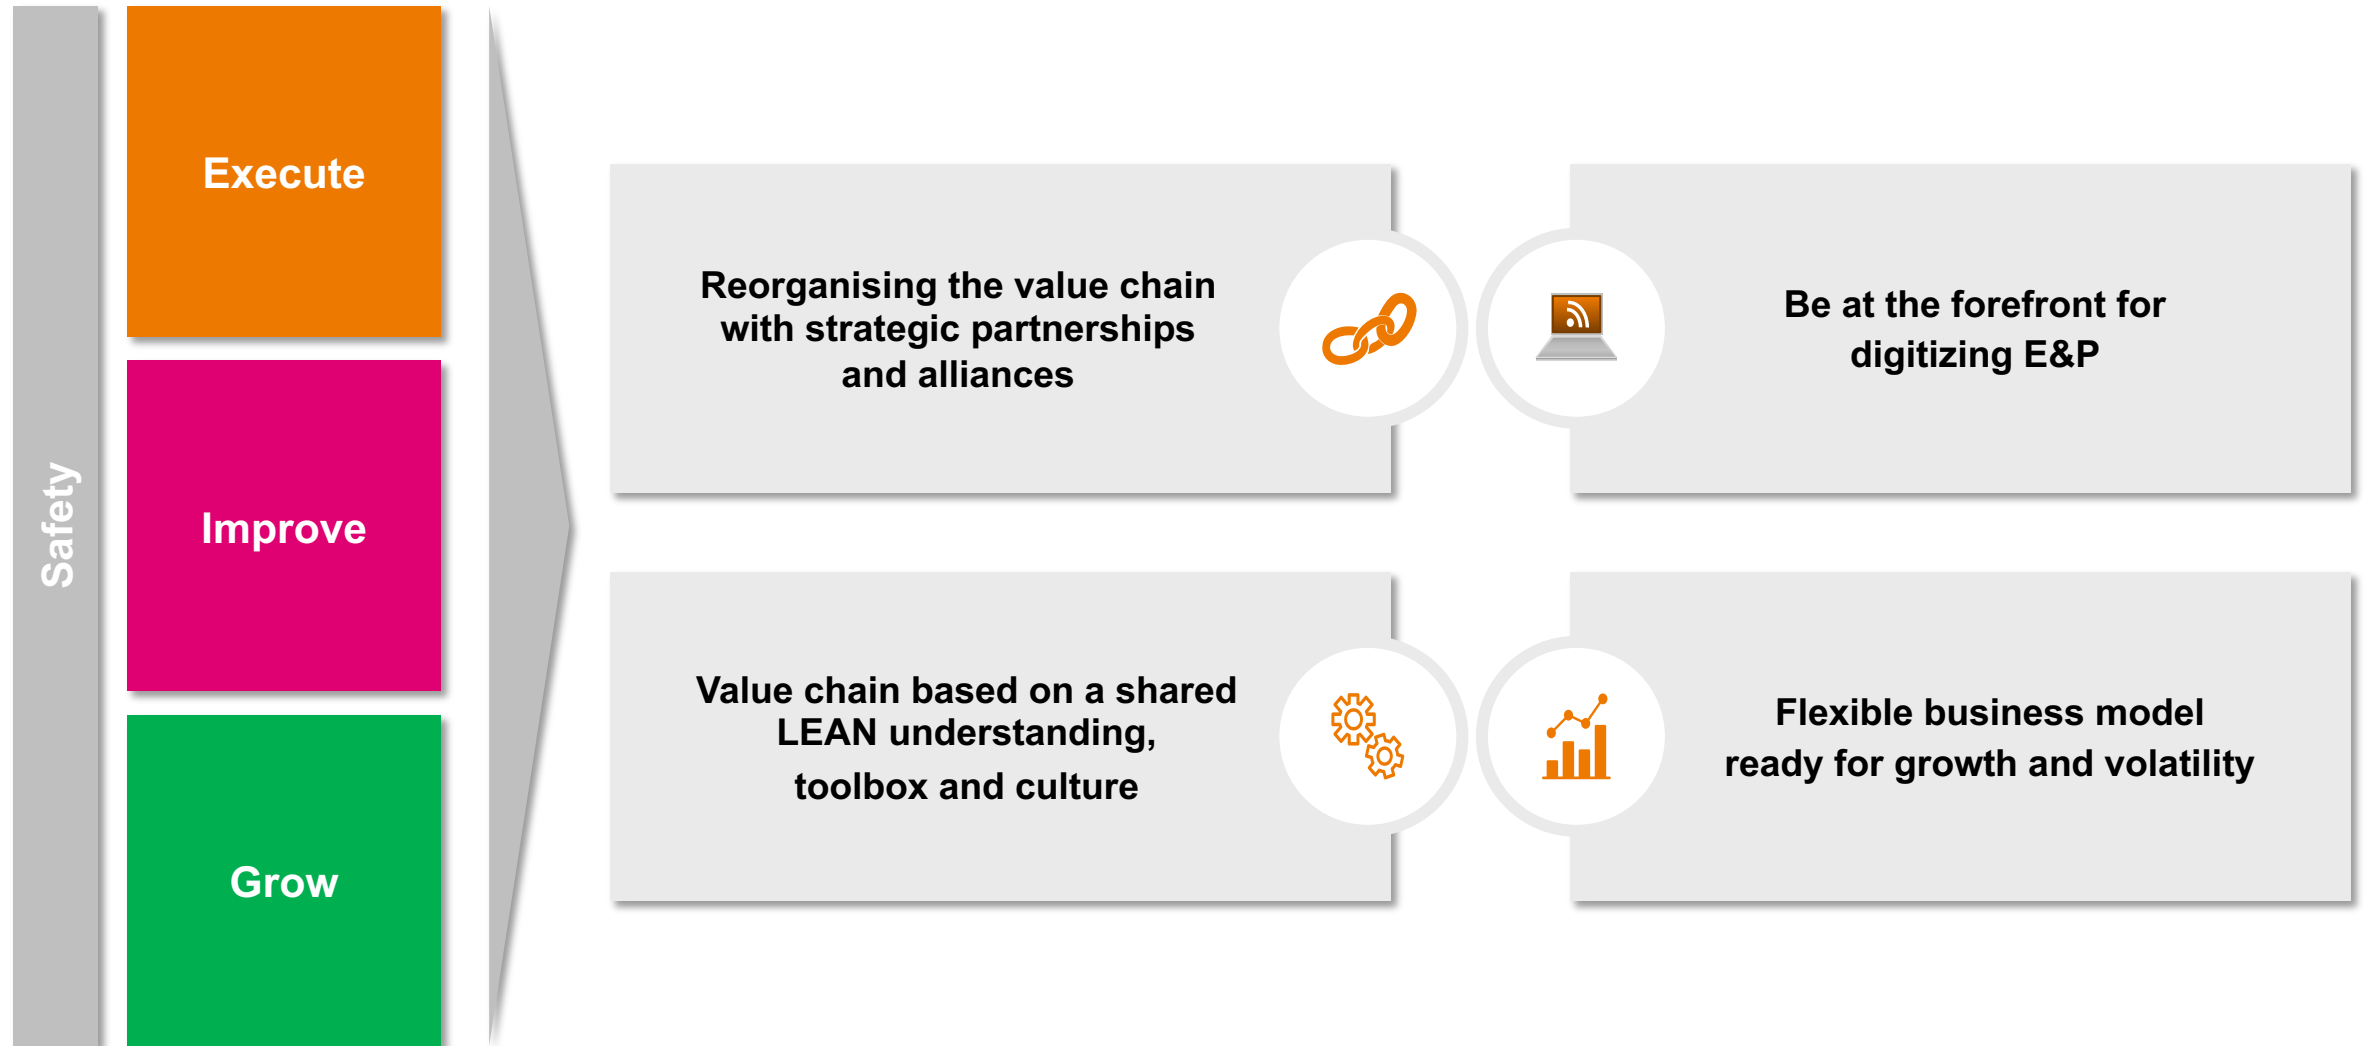 Safety
Execute
Improve
Grow
Reorganising the value chain
with strategic partnerships
and alliances
Be at the forefront for
digitizing E&P
Value chain based on a shared
LEAN understanding,
toolbox and culture
Flexible business model
ready for growth and volatility